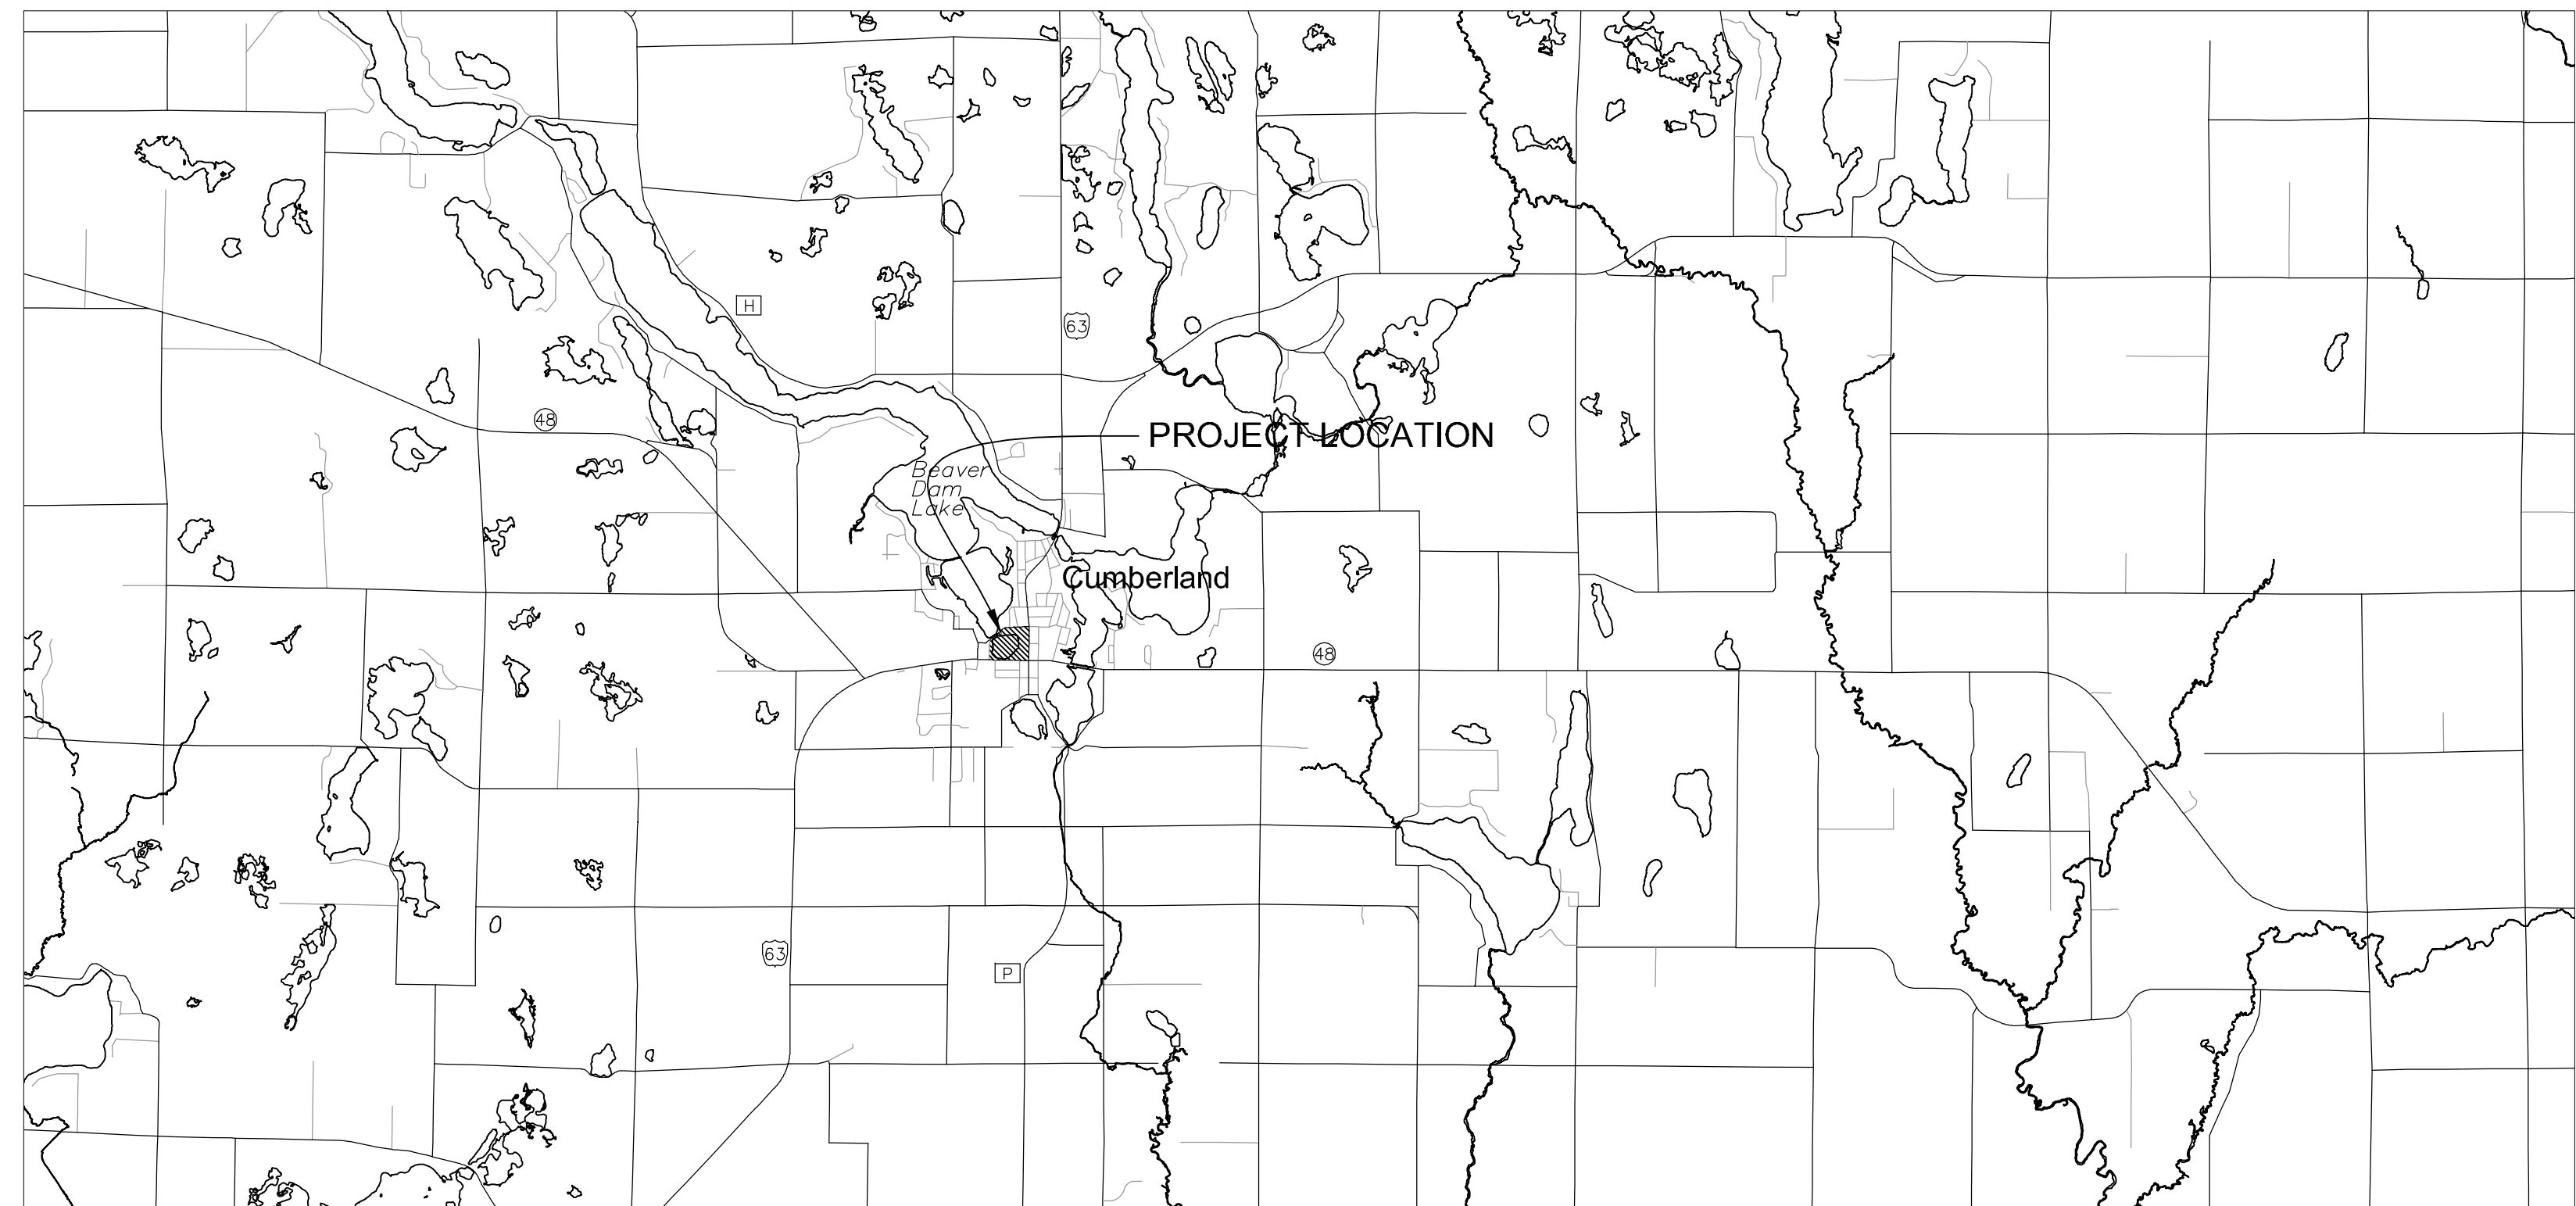 H
63
48
PROJECT LOCATION
Beaver
Dam
Lake
Cumberland
48
63
P